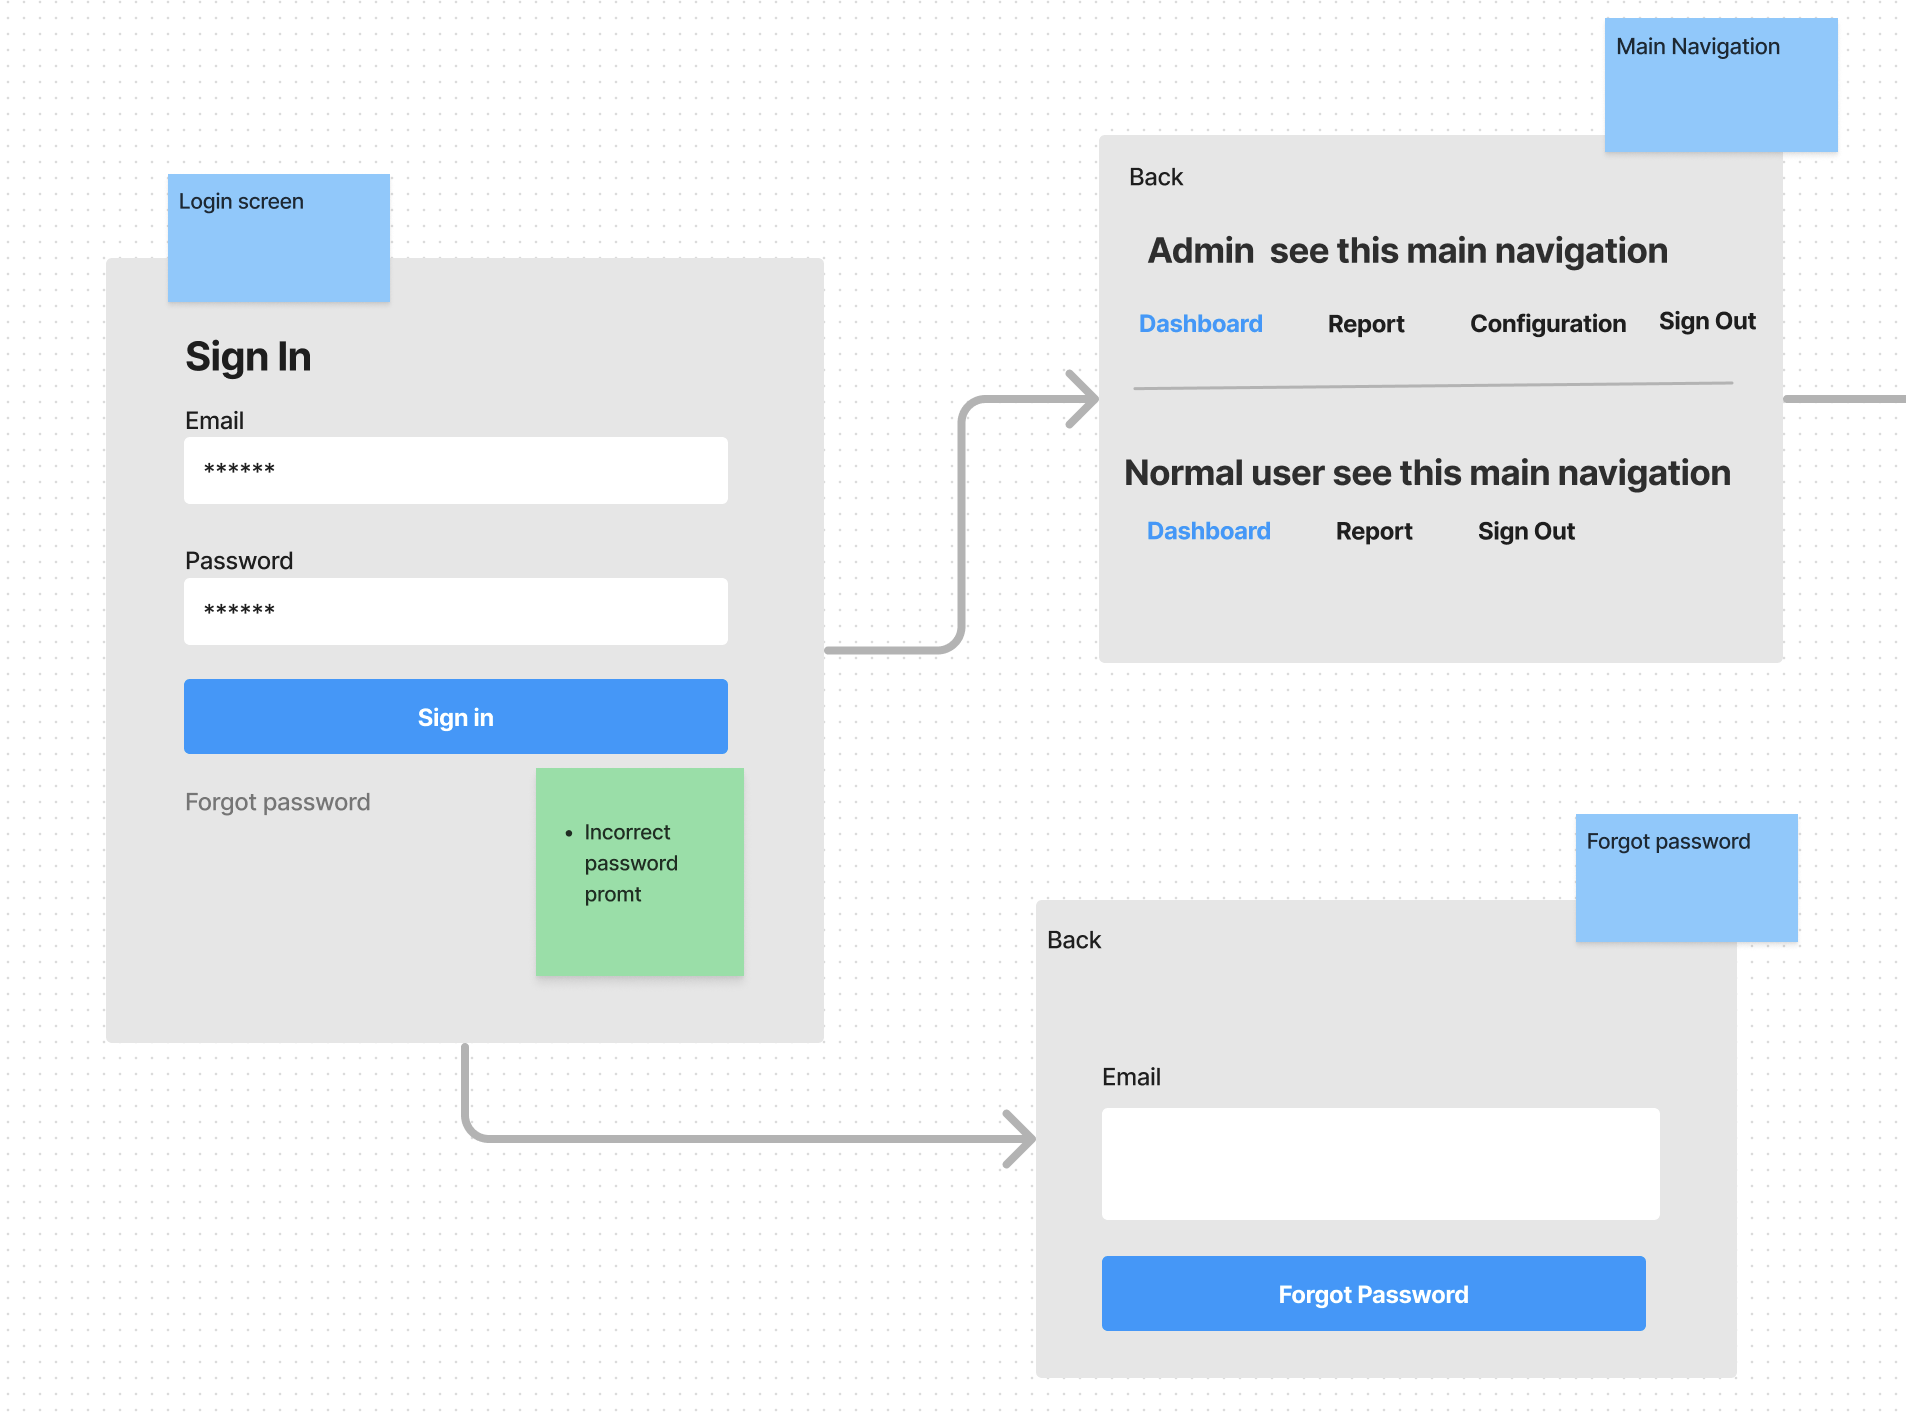 Login screen
Sign In
Email
******
Password
******
Sign in
Forgot password
• Incorrect
password
promt
Main Navigation
Back
Admin  see this main navigation
Dashboard Report Configuration Sign Out
Normal user see this main navigation
Dashboard Report Sign Out
Forgot password
Back
Email
Forgot Password